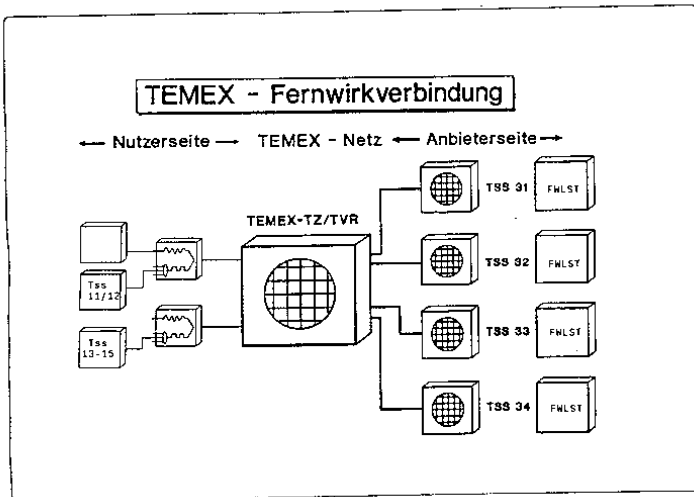 TEMEX - Fernwirkverbindung
← Nutzerseite → TEMEX - Netz ← Anbieterseite →
TEMEX-TZ/TVR
TSS 31 FWLST
TSS 32 FWLST
Tss
11/12
TSS 33 FWLST
Tss
13-15
TSS 34 FWLST